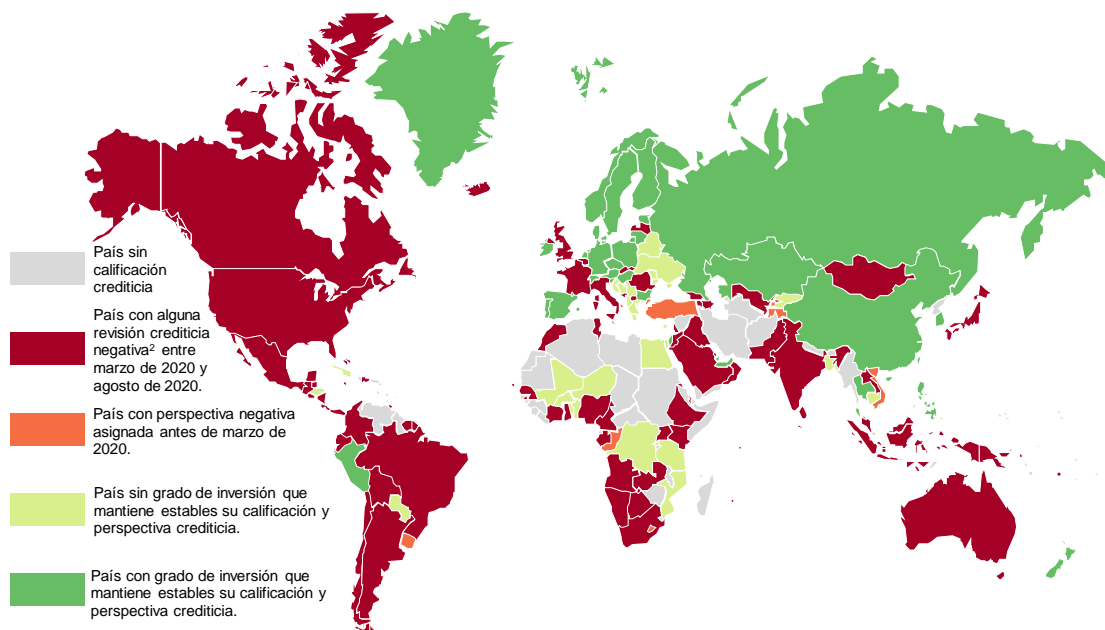 País sin
calificación
crediticia
País con alguna
revisión crediticia
negativa² entre
marzo de 2020 y
agosto de 2020.
País con perspectiva negativa
asignada antes de marzo de
2020.
País sin grado de inversión que
mantiene estables su calificación y
perspectiva crediticia.
País con grado de inversión que
mantiene estables su calificación y
perspectiva crediticia.